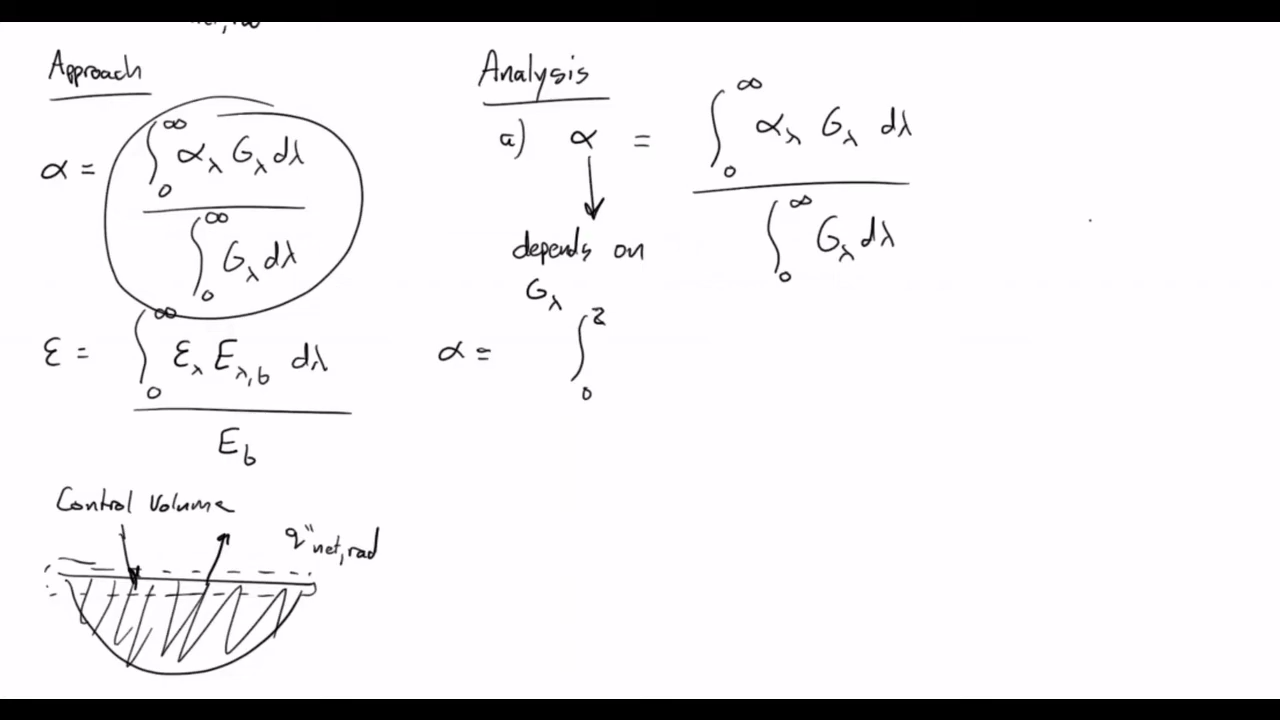 Approach
α = ∫₀^∞ α_λ G_λ dλ / ∫₀^∞ G_λ dλ
ε = ∫₀^∞ ε_λ E_λ,b dλ / E_b
Control Volume
q"net,rad
Analysis
a) α = ∫₀^∞ α_λ G_λ dλ / ∫₀^∞ G_λ dλ
depends on
G_λ
α = ∫₀^2